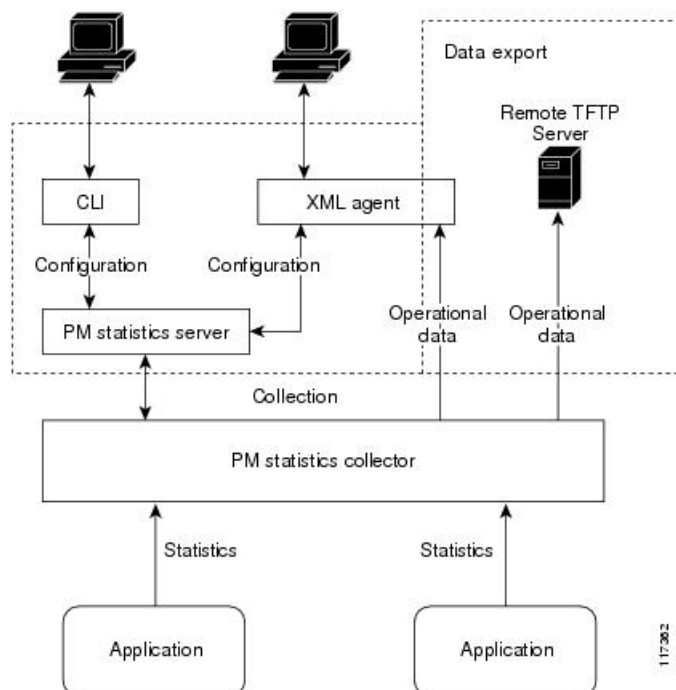 Data export
Remote TFTP
Server
CLI
XML agent
Configuration
Configuration
PM statistics server
Operational
data
Operational
data
Collection
PM statistics collector
Statistics
Statistics
Application
Application
117362